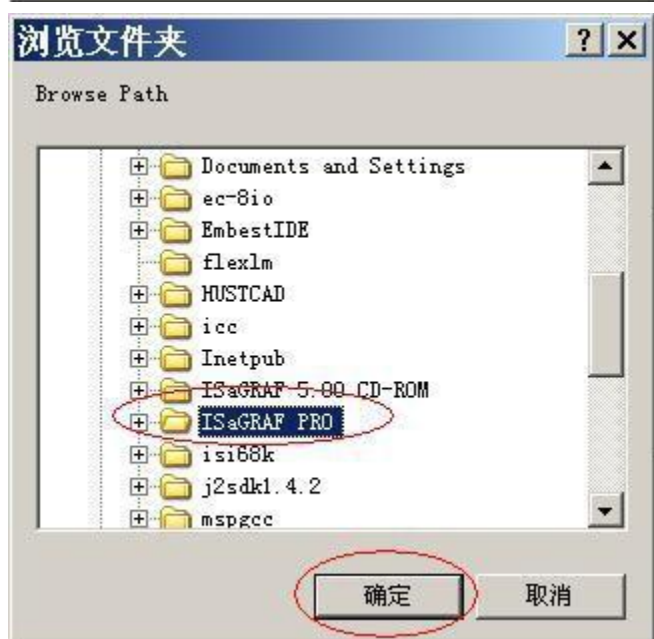 浏览文件夹
Browse Path
Documents and Settings
ec-8io
EmbestIDE
flexlm
HUSTCAD
icc
Inetpub
ISaGRAF 5.00 CD-ROM
ISaGRAF PRO
isi68k
j2sdk1.4.2
mspgcc
确定
取消